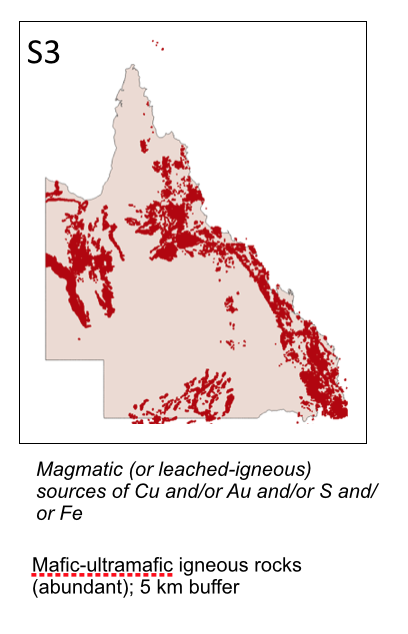 S3
Magmatic (or leached-igneous)
sources of Cu and/or Au and/or S and/
or Fe
Mafic-ultramafic igneous rocks
(abundant); 5 km buffer